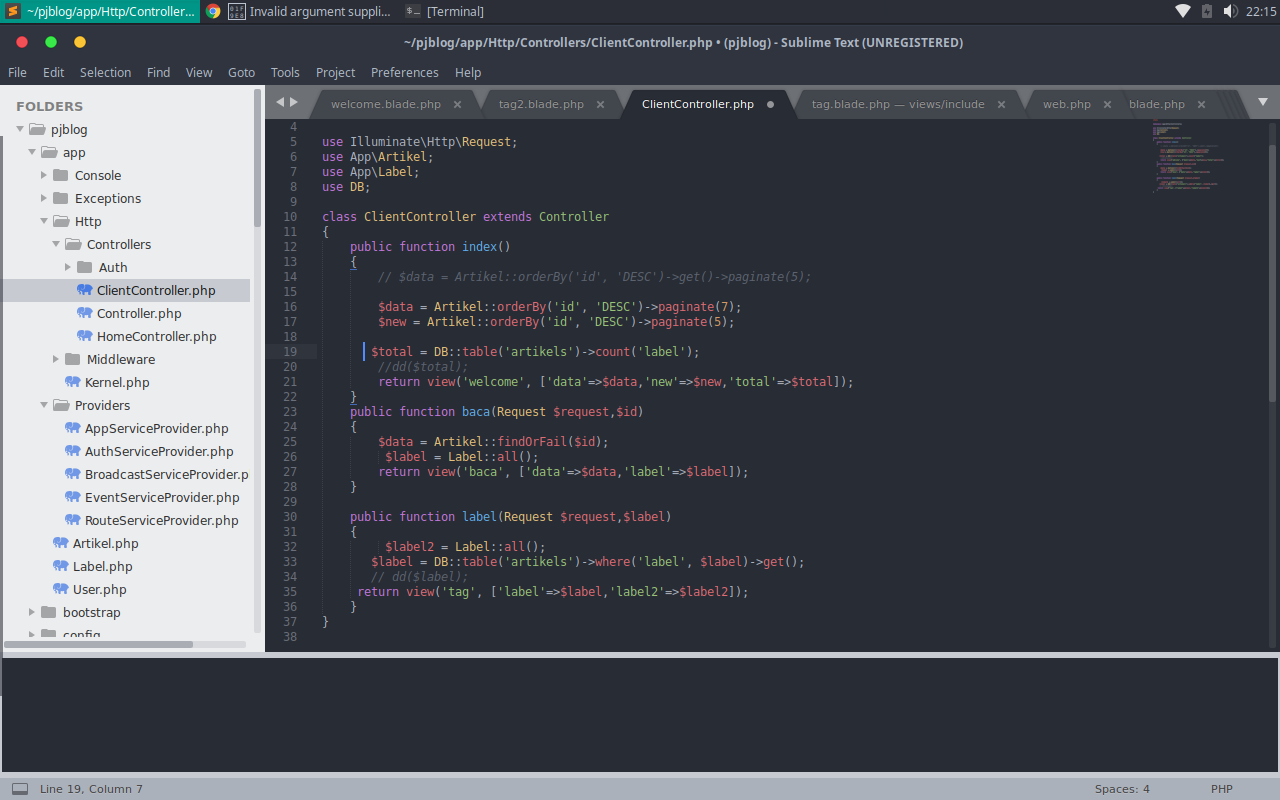 ~/pjblog/app/Http/Controller...
Invalid argument suppli...
[Terminal]
22:15
~/pjblog/app/Http/Controllers/ClientController.php • (pjblog) - Sublime Text (UNREGISTERED)
File Edit Selection Find View Goto Tools Project Preferences Help
FOLDERS
pjblog
app
Console
Exceptions
Http
Controllers
Auth
ClientController.php
Controller.php
HomeController.php
Middleware
Kernel.php
Providers
AppServiceProvider.php
AuthServiceProvider.php
BroadcastServiceProvider.p
EventServiceProvider.php
RouteServiceProvider.php
Artikel.php
Label.php
User.php
bootstrap
config
welcome.blade.php
tag2.blade.php
ClientController.php
tag.blade.php — views/include
web.php
blade.php
4
5 use Illuminate\Http\Request;
6 use App\Artikel;
7 use App\Label;
8 use DB;
9
10 class ClientController extends Controller
11 {
12     public function index()
13     {
14         // $data = Artikel::orderBy('id', 'DESC')->get()->paginate(5);
15
16         $data = Artikel::orderBy('id', 'DESC')->paginate(7);
17         $new = Artikel::orderBy('id', 'DESC')->paginate(5);
18
19        $total = DB::table('artikels')->count('label');
20         //dd($total);
21         return view('welcome', ['data'=>$data,'new'=>$new,'total'=>$total]);
22     }
23     public function baca(Request $request,$id)
24     {
25         $data = Artikel::findOrFail($id);
26          $label = Label::all();
27         return view('baca', ['data'=>$data,'label'=>$label]);
28     }
29
30     public function label(Request $request,$label)
31     {
32          $label2 = Label::all();
33        $label = DB::table('artikels')->where('label', $label)->get();
34        // dd($label);
35      return view('tag', ['label'=>$label,'label2'=>$label2]);
36     }
37 }
38
Line 19, Column 7
Spaces: 4
PHP